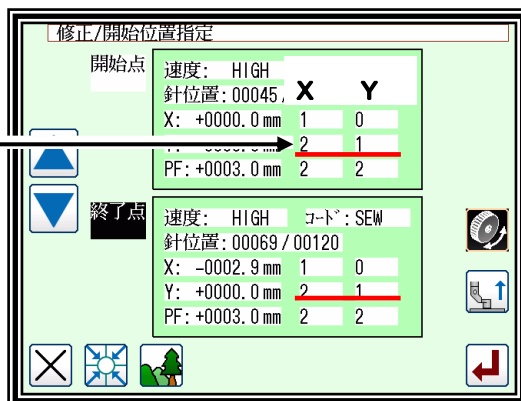 修正/開始位置指定
開始点
速度: HIGH
針位置:00045 X Y
X: +0000.0mm 1 0
2 1
PF:+0003.0mm 2 2
終了点
速度: HIGH ｺｰﾄﾞ:SEW
針位置:00069/00120
X: -0002.9mm 1 0
Y: +0000.0mm 2 1
PF:+0003.0mm 2 2